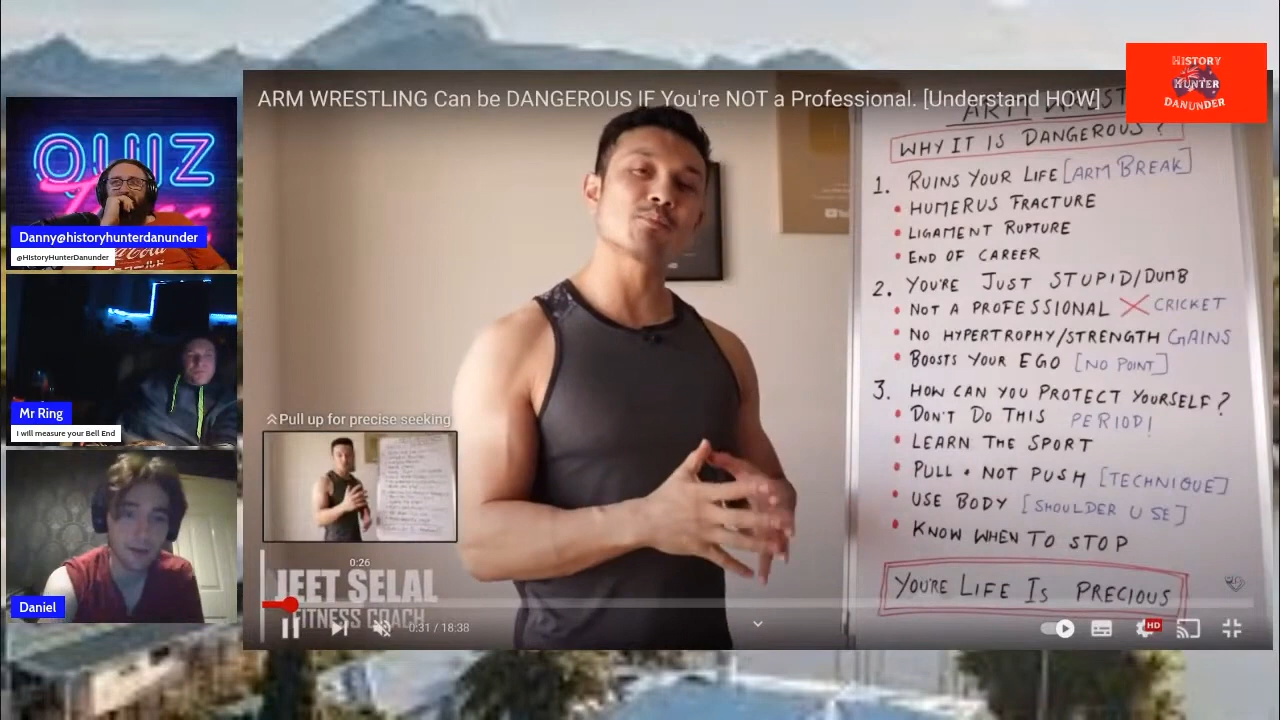 ARM WRESTLING Can be DANGEROUS IF You're NOT a Professional. [Understand HOW]
HISTORY
HUNTER
DANUNDER
QUIZ
Danny@historyhunterdanunder
@HistoryHunterDanunder
Mr Ring
I will measure your Bell End
Daniel
WHY IT IS DANGEROUS?
1. RUINS YOUR LIFE [ARM BREAK]
• HUMERUS FRACTURE
• LIGAMENT RUPTURE
• END OF CAREER
2. YOU'RE JUST STUPID/DUMB
• NOT A PROFESSIONAL X CRICKET
• NO HYPERTROPHY/STRENGTH GAINS
• BOOSTS YOUR EGO [NO POINT]
3. HOW CAN YOU PROTECT YOURSELF?
• DON'T DO THIS PERIOD!
• LEARN THE SPORT
• PULL • NOT PUSH [TECHNIQUE]
• USE BODY [SHOULDER USE]
• KNOW WHEN TO STOP
YOU'RE LIFE IS PRECIOUS
Pull up for precise seeking
0:26
JEET SELAL
FITNESS COACH
0:31 / 18:38
HD